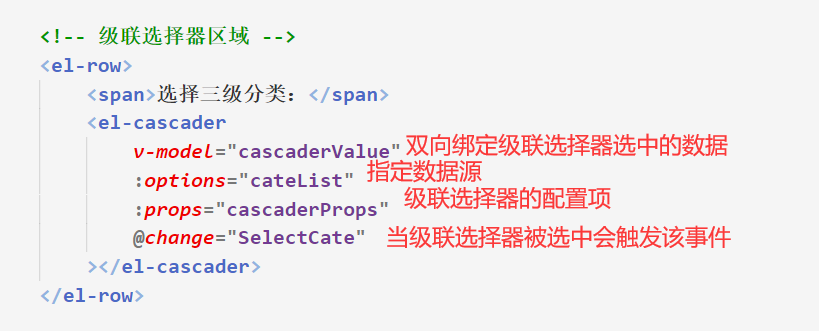 <!-- 级联选择器区域 -->
<el-row>
<span>选择三级分类：</span>
<el-cascader
v-model="cascaderValue" 双向绑定级联选择器选中的数据
:options="cateList" 指定数据源
:props="cascaderProps" 级联选择器的配置项
@change="SelectCate" 当级联选择器被选中会触发该事件
></el-cascader>
</el-row>